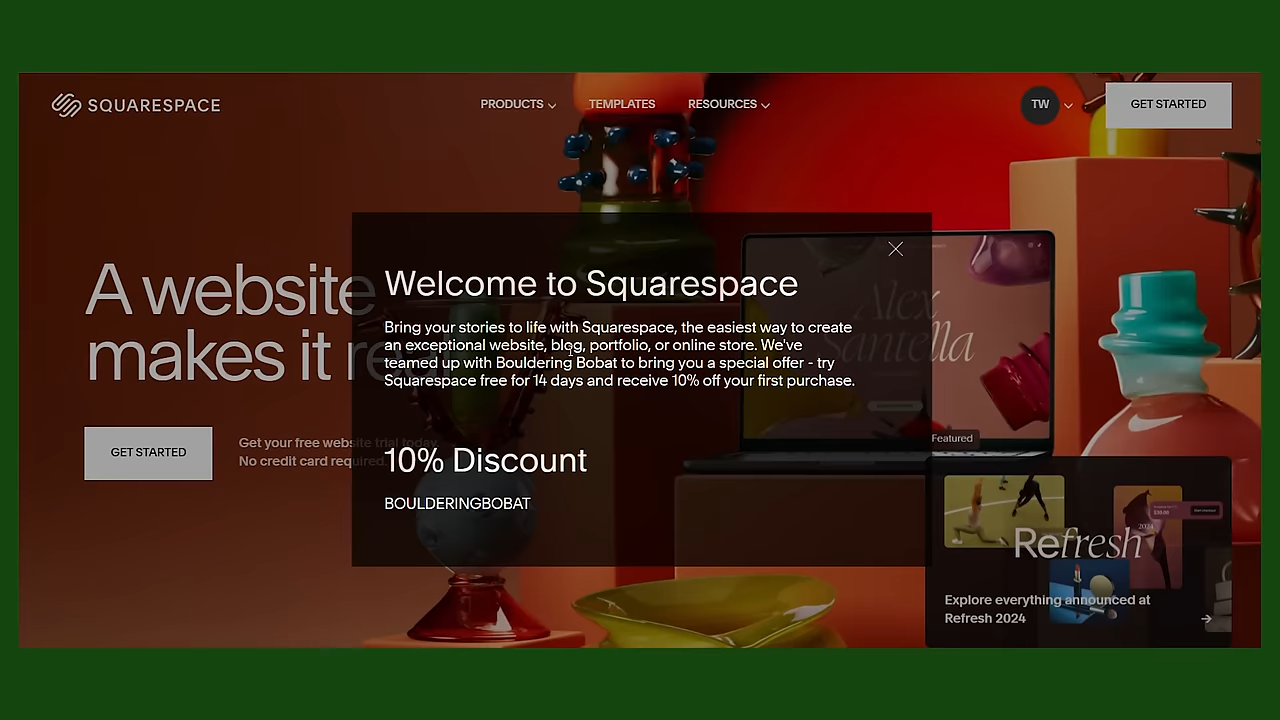 SQUARESPACE
PRODUCTS
TEMPLATES
RESOURCES
TW
GET STARTED
A website
makes it re
GET STARTED
Get your free website trial today.
No credit card required.
Welcome to Squarespace
Bring your stories to life with Squarespace, the easiest way to create
an exceptional website, blog, portfolio, or online store. We've
teamed up with Bouldering Bobat to bring you a special offer - try
Squarespace free for 14 days and receive 10% off your first purchase.
10% Discount
BOULDERINGBOBAT
Alex
Santella
Featured
2024
Refresh
Explore everything announced at
Refresh 2024